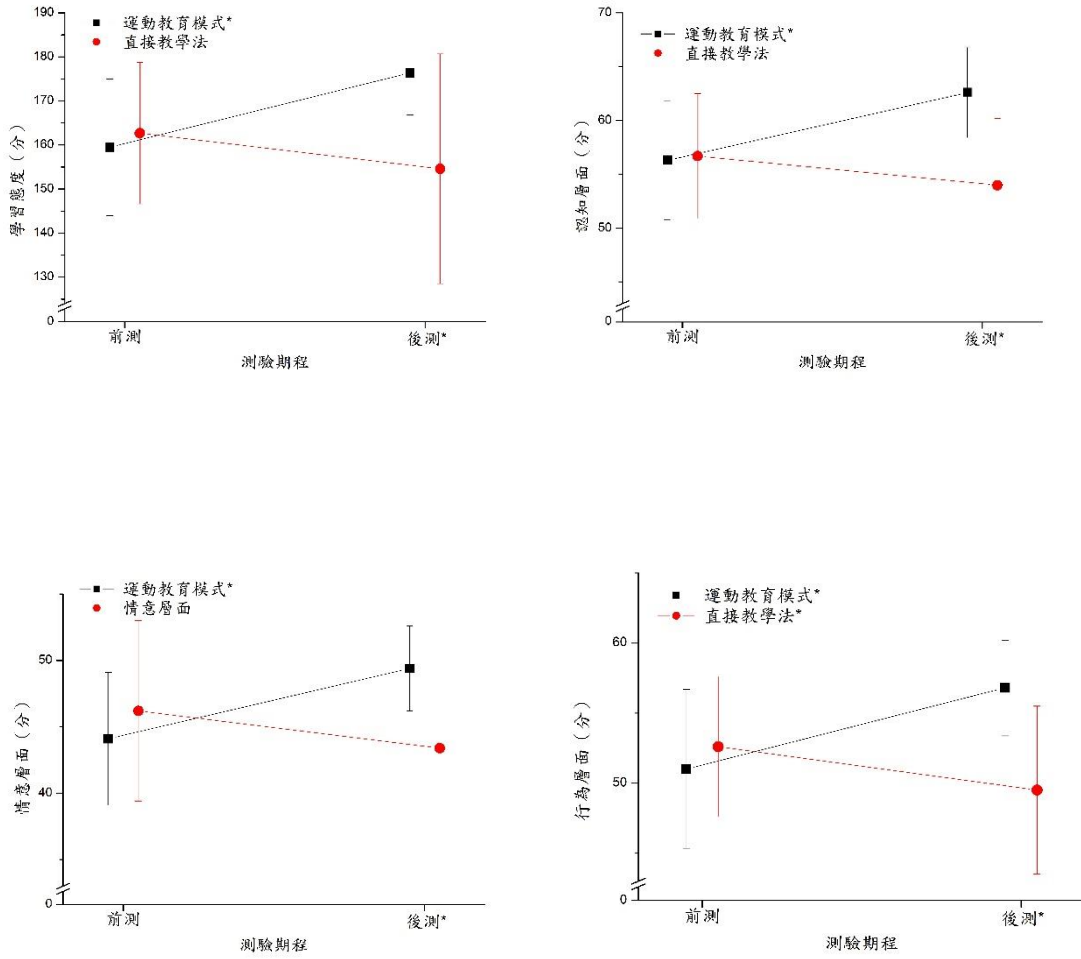 運動教育模式*
直接教學法
學習態度（分）
190
180
170
160
150
140
130
0
前測
後測*
測驗期程
運動教育模式*
直接教學法
認知層面（分）
70
60
50
0
前測
後測*
測驗期程
運動教育模式*
情意層面
情意層面（分）
50
40
0
前測
後測*
測驗期程
運動教育模式*
直接教學法*
行為層面（分）
60
50
0
前測
後測*
測驗期程